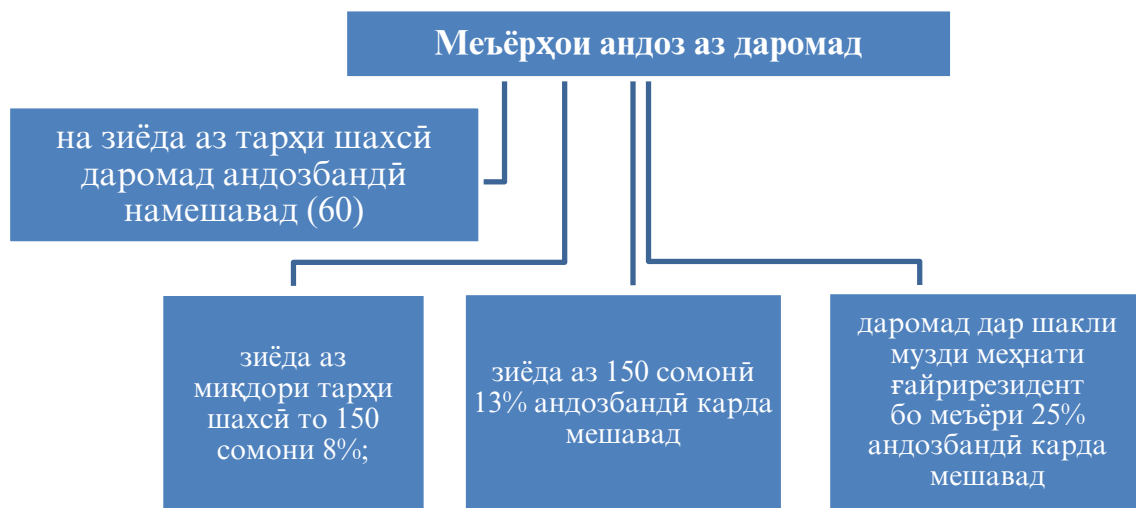 Меъёрҳои андоз аз даромад
на зиёда аз тарҳи шахсӣ
даромад андозбандӣ
намешавад (60)
зиёда аз
миқдори тарҳи
шахсӣ то 150
сомони 8%;
зиёда аз 150 сомонӣ
13% андозбандӣ карда
мешавад
даромад дар шакли
музди меҳнати
ғайрирезидент
бо меъёри 25%
андозбандӣ карда
мешавад